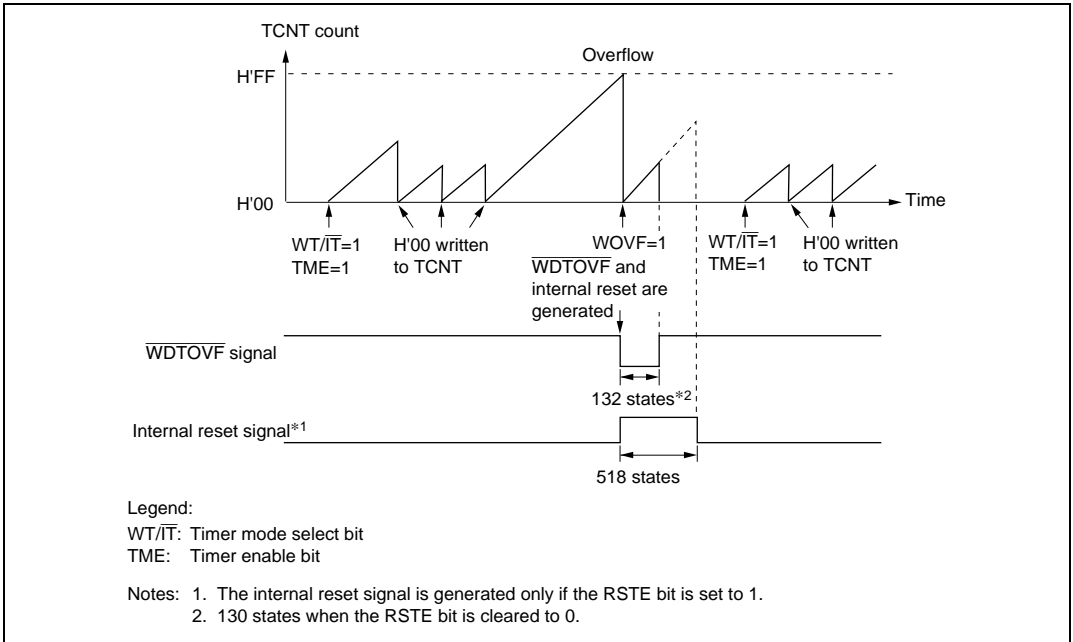 TCNT count
Overflow
H'FF
H'00
Time
WT/IT=1
TME=1
H'00 written
to TCNT
WOVF=1
WDTOVF and
internal reset are
generated
WT/IT=1
TME=1
H'00 written
to TCNT
WDTOVF signal
132 states*2
Internal reset signal*1
518 states
Legend:
WT/IT: Timer mode select bit
TME: Timer enable bit
Notes: 1. The internal reset signal is generated only if the RSTE bit is set to 1.
2. 130 states when the RSTE bit is cleared to 0.